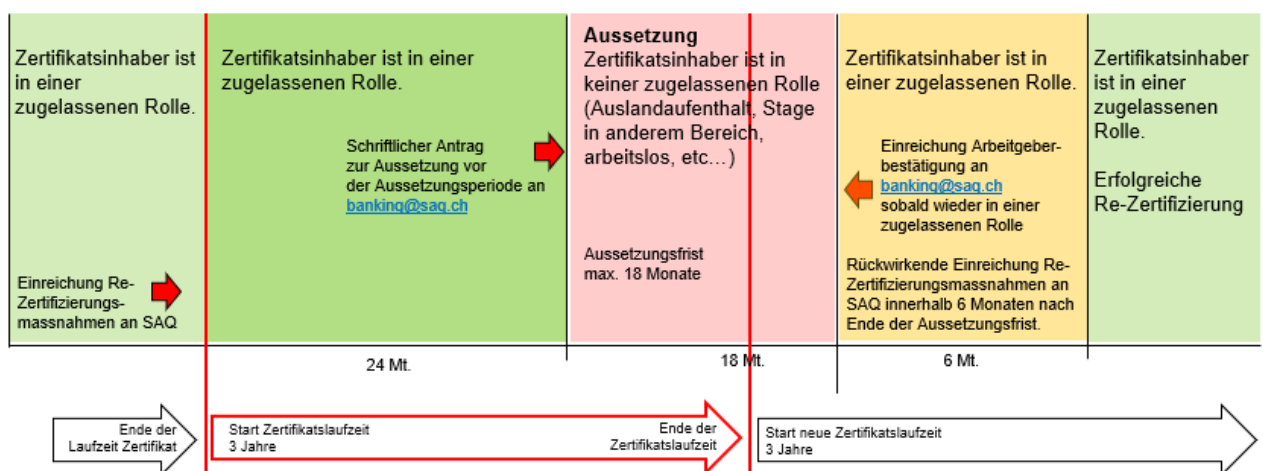 Zertifikatsinhaber ist
in einer
zugelassenen Rolle.
Einreichung Re-
Zertifizierungs-
massnahmen an SAQ
Zertifikatsinhaber ist in einer
zugelassenen Rolle.
Schriftlicher Antrag
zur Aussetzung vor
der Aussetzungsperiode an
banking@saq.ch
Aussetzung
Zertifikatsinhaber ist in
keiner zugelassenen Rolle
(Auslandaufenthalt, Stage
in anderem Bereich,
arbeitslos, etc…)
Aussetzungsfrist
max. 18 Monate
Zertifikatsinhaber ist in
einer zugelassenen Rolle.
Einreichung Arbeitgeber-
bestätigung an
banking@saq.ch
sobald wieder in einer
zugelassenen Rolle
Rückwirkende Einreichung Re-
Zertifizierungsmassnahmen an
SAQ innerhalb 6 Monaten nach
Ende der Aussetzungsfrist.
Zertifikatsinhaber
ist in einer
zugelassenen
Rolle.
Erfolgreiche
Re-Zertifizierung
24 Mt.
18 Mt.
6 Mt.
Ende der
Laufzeit Zertifikat
Start Zertifikatslaufzeit
3 Jahre
Ende der
Zertifikatslaufzeit
Start neue Zertifikatslaufzeit
3 Jahre